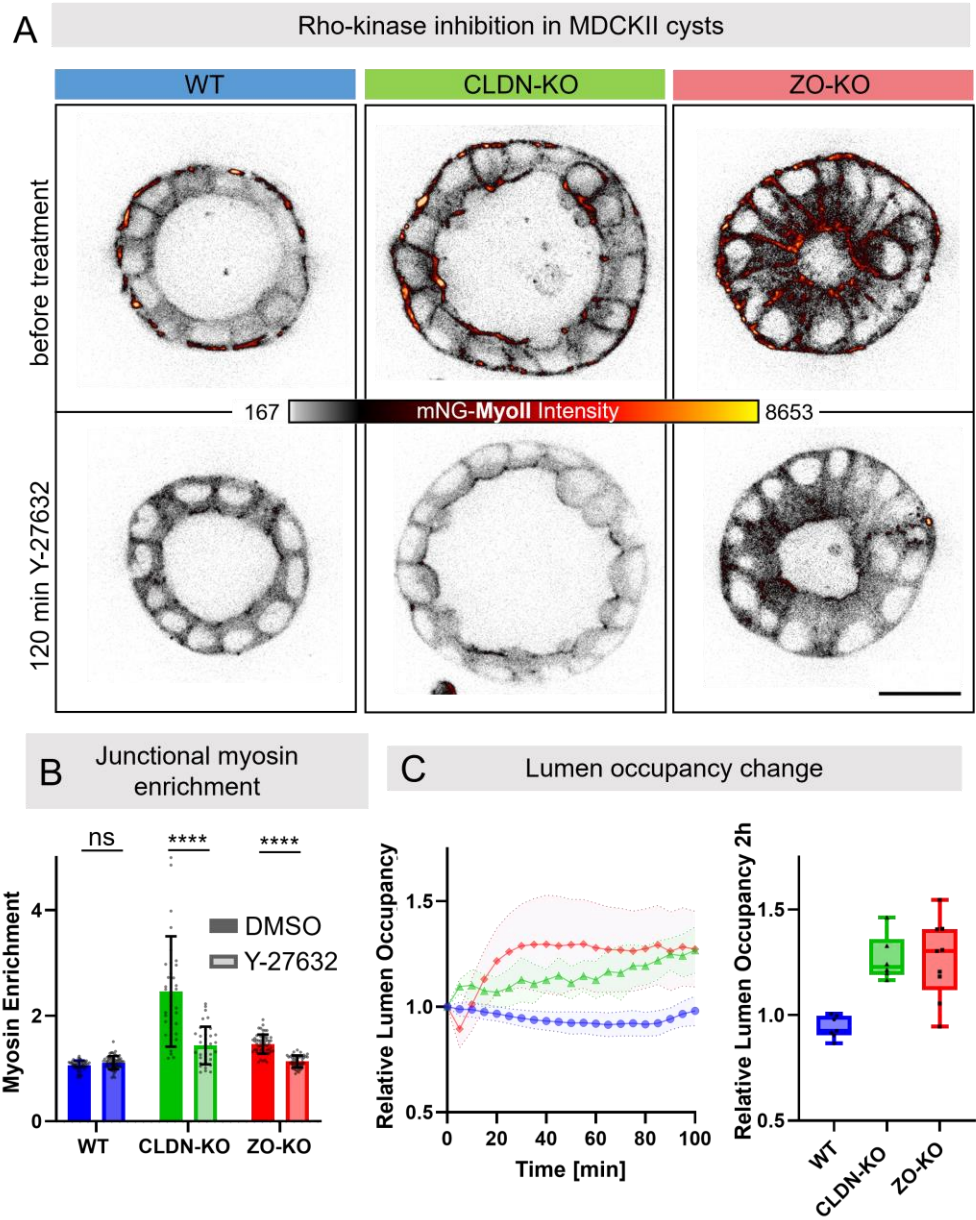 A
Rho-kinase inhibition in MDCKII cysts
WT
CLDN-KO
ZO-KO
before treatment
167
mNG-MyoII Intensity
8653
120 min Y-27632
B
Junctional myosin
enrichment
ns
****
****
Myosin Enrichment
4
2
0
DMSO
Y-27632
WT
CLDN-KO
ZO-KO
C
Lumen occupancy change
Relative Lumen Occupancy
1.5
1.0
0.5
0
20
40
60
80
100
Time [min]
Relative Lumen Occupancy 2h
1.5
1.0
0.5
WT
CLDN-KO
ZO-KO